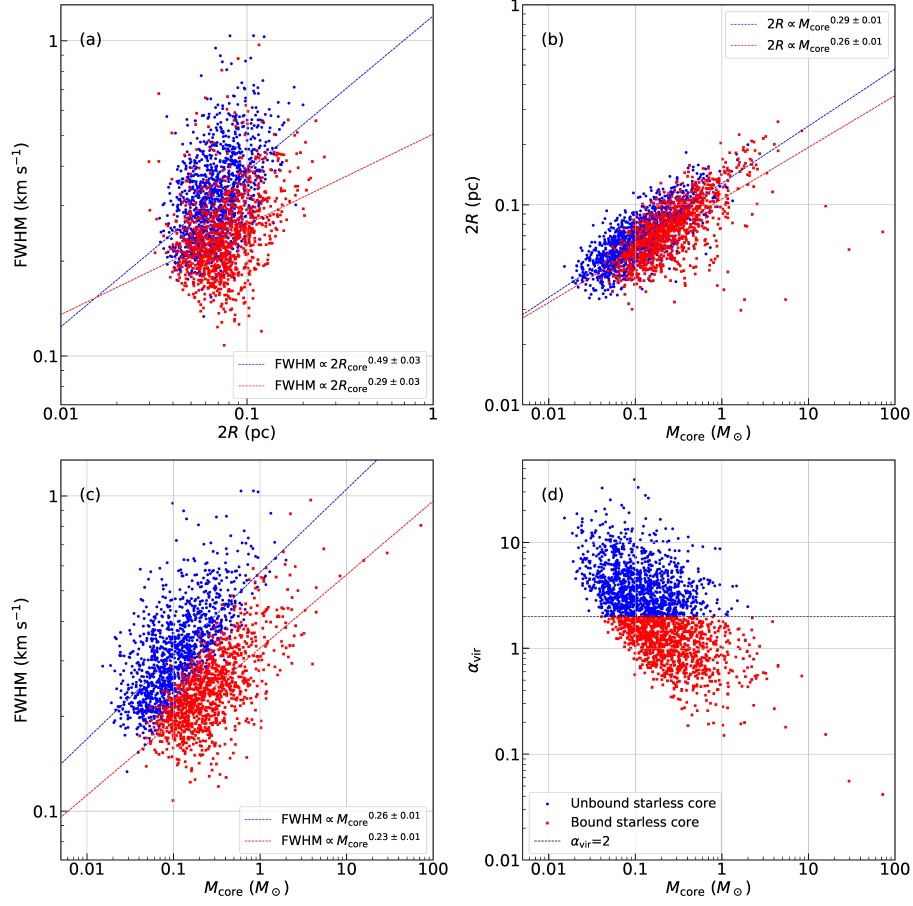 (a)
FWHM (km s⁻¹)
1
0.1
FWHM ∝ 2R_core^0.49 ± 0.03
FWHM ∝ 2R_core^0.29 ± 0.03
0.01 0.1 1
2R (pc)
(b)
2R ∝ M_core^0.29 ± 0.01
2R ∝ M_core^0.26 ± 0.01
2R (pc)
1
0.1
0.01
0.01 0.1 1 10 100
M_core (M_⊙)
(c)
FWHM (km s⁻¹)
1
0.1
FWHM ∝ M_core^0.26 ± 0.01
FWHM ∝ M_core^0.23 ± 0.01
0.01 0.1 1 10 100
M_core (M_⊙)
(d)
α_vir
10
1
0.1
0.01
Unbound starless core
Bound starless core
α_vir=2
0.01 0.1 1 10 100
M_core (M_⊙)